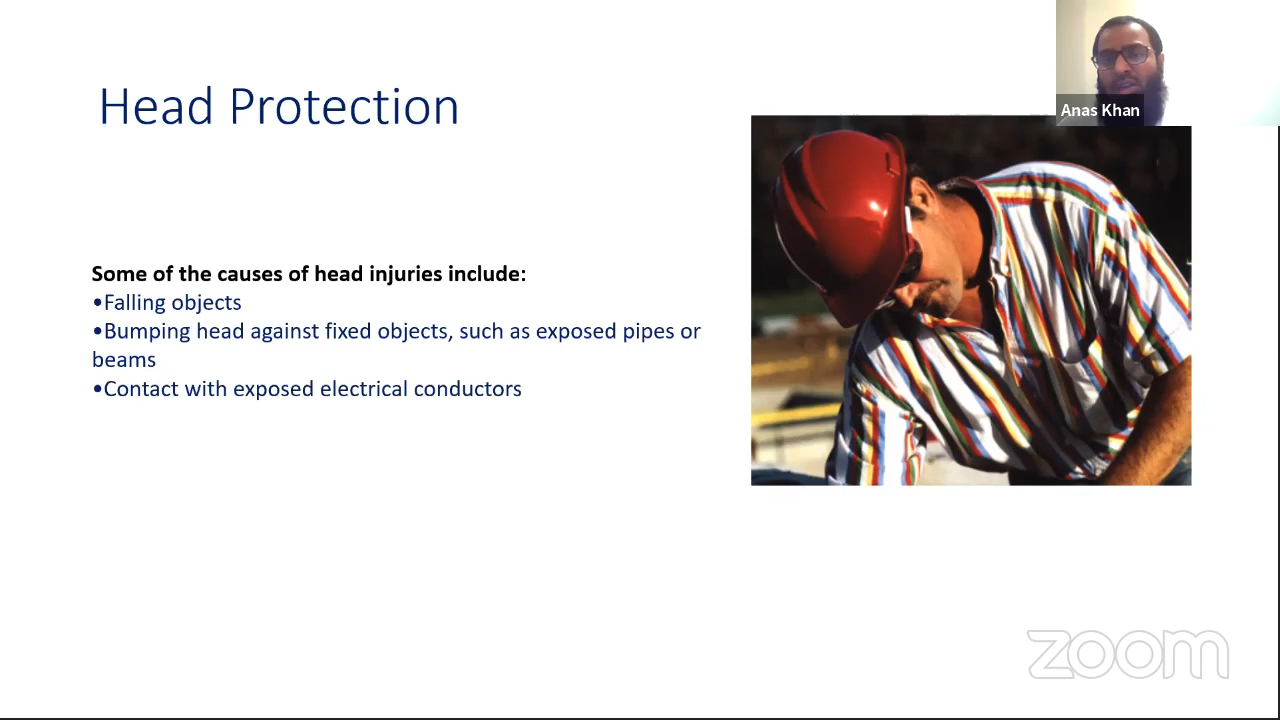 Head Protection
Anas Khan
Some of the causes of head injuries include:
•Falling objects
•Bumping head against fixed objects, such as exposed pipes or
beams
•Contact with exposed electrical conductors
zoom